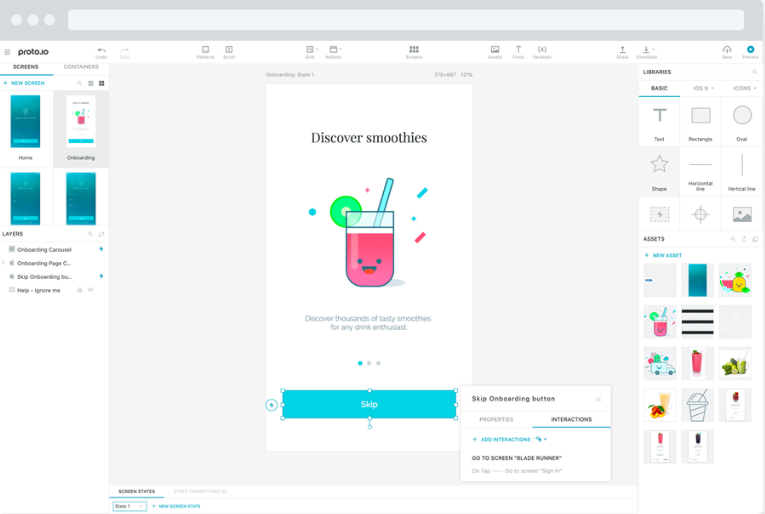 proto.io
Undo
Redo
Patterns
Scroll
Grid
Addons
Screens
Assets
Fonts
Variables
Share
Download
Save
Preview
SCREENS
CONTAINERS
+ NEW SCREEN
Home
Onboarding
LAYERS
Onboarding Carousel
Onboarding Page C...
Skip Onboarding bu...
Help - Ignore me
Onboarding: State 1
375×667 121%
Discover smoothies
Discover thousands of tasty smoothies
for any drink enthusiast.
Skip
Skip Onboarding button
PROPERTIES
INTERACTIONS
+ ADD INTERACTIONS
GO TO SCREEN "BLADE RUNNER"
On Tap —— Go to screen "Sign In"
SCREEN STATES
STATE TRANSITIONS (0)
State 1
+ NEW SCREEN STATE
LIBRARIES
BASIC
IOS 9
ICONS
Text
Rectangle
Oval
Shape
Horizontal
line
Vertical line
ASSETS
+ NEW ASSET
VISA